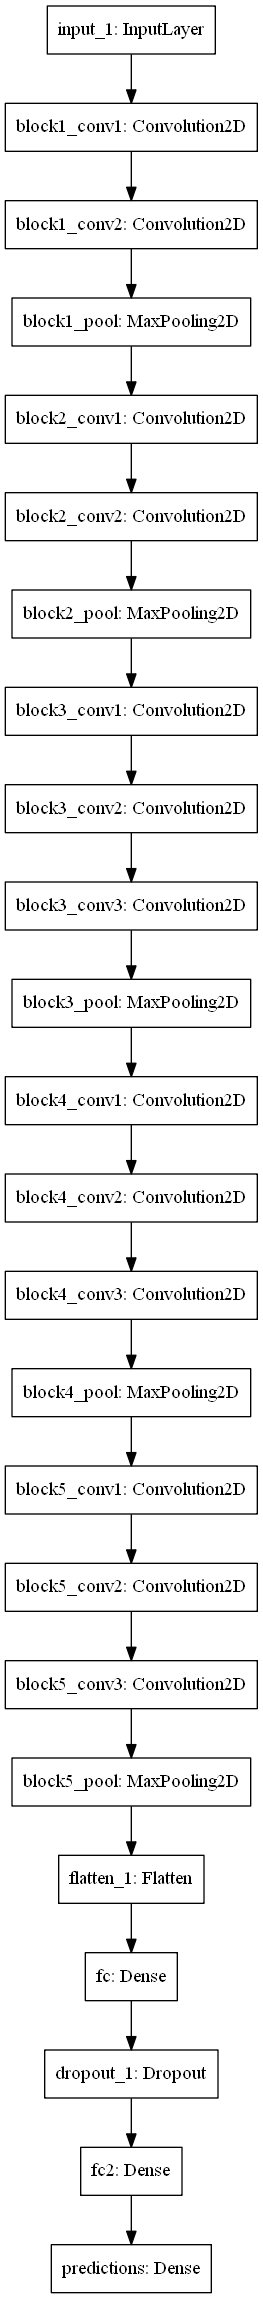 input_1: InputLayer
block1_conv1: Convolution2D
block1_conv2: Convolution2D
block1_pool: MaxPooling2D
block2_conv1: Convolution2D
block2_conv2: Convolution2D
block2_pool: MaxPooling2D
block3_conv1: Convolution2D
block3_conv2: Convolution2D
block3_conv3: Convolution2D
block3_pool: MaxPooling2D
block4_conv1: Convolution2D
block4_conv2: Convolution2D
block4_conv3: Convolution2D
block4_pool: MaxPooling2D
block5_conv1: Convolution2D
block5_conv2: Convolution2D
block5_conv3: Convolution2D
block5_pool: MaxPooling2D
flatten_1: Flatten
fc: Dense
dropout_1: Dropout
fc2: Dense
predictions: Dense